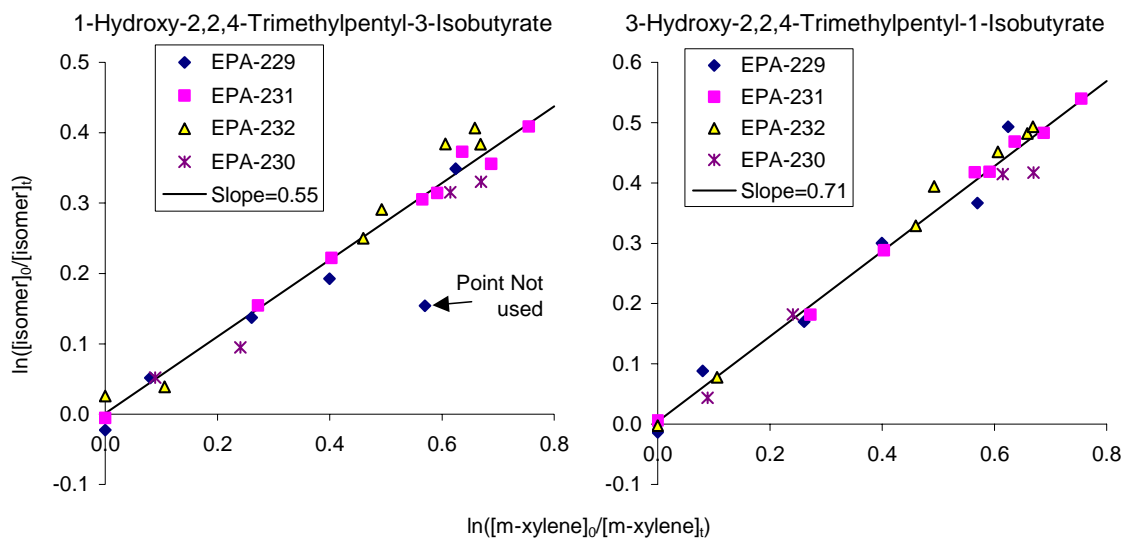 1-Hydroxy-2,2,4-Trimethylpentyl-3-Isobutyrate
0.5
0.4
0.3
0.2
0.1
0.0
-0.1
0.0
0.2
0.4
0.6
0.8
EPA-229
EPA-231
EPA-232
EPA-230
Slope=0.55
Point Not
used
ln([isomer]0/[isomer]t)
3-Hydroxy-2,2,4-Trimethylpentyl-1-Isobutyrate
0.6
0.5
0.4
0.3
0.2
0.1
0.0
-0.1
0.0
0.2
0.4
0.6
0.8
EPA-229
EPA-231
EPA-232
EPA-230
Slope=0.71
ln([m-xylene]0/[m-xylene]t)